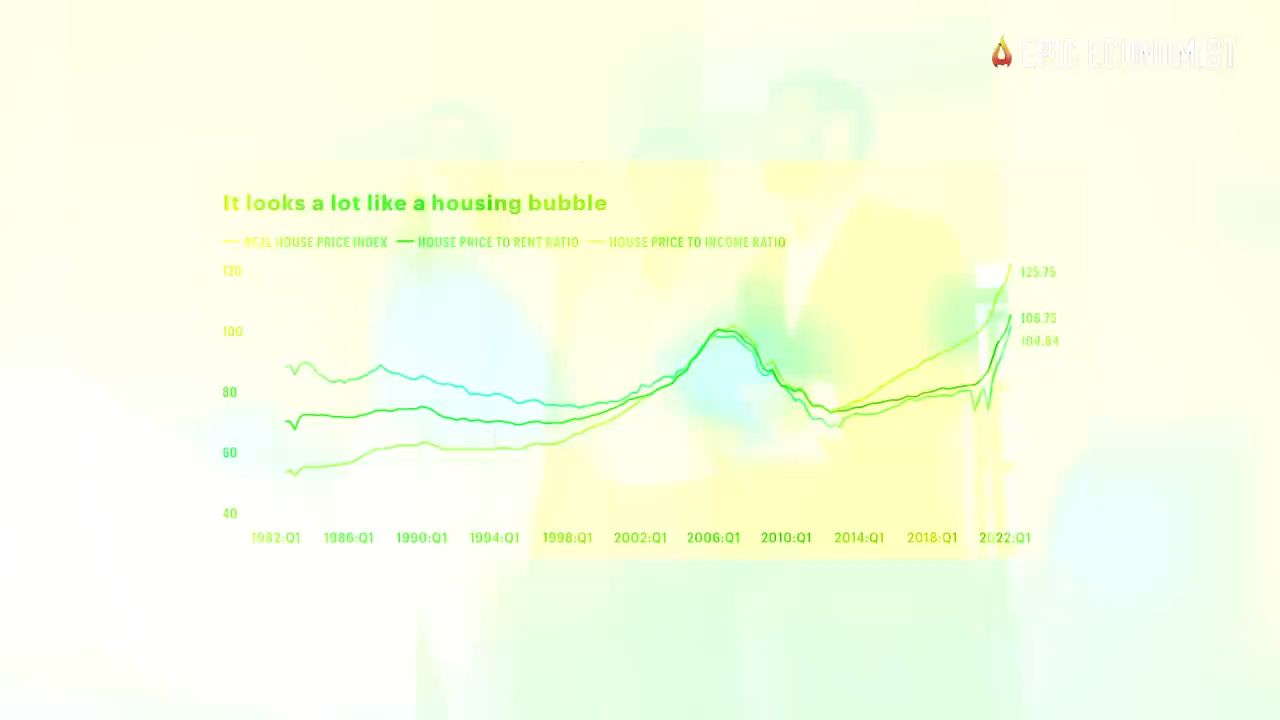 EPIC ECONOMIST
It looks a lot like a housing bubble
REAL HOUSE PRICE INDEX HOUSE PRICE TO RENT RATIO HOUSE PRICE TO INCOME RATIO
120
125.75
108.75
100
104.84
80
60
40
1982:Q1 1986:Q1 1990:Q1 1994:Q1 1998:Q1 2002:Q1 2006:Q1 2010:Q1 2014:Q1 2018:Q1 2022:Q1